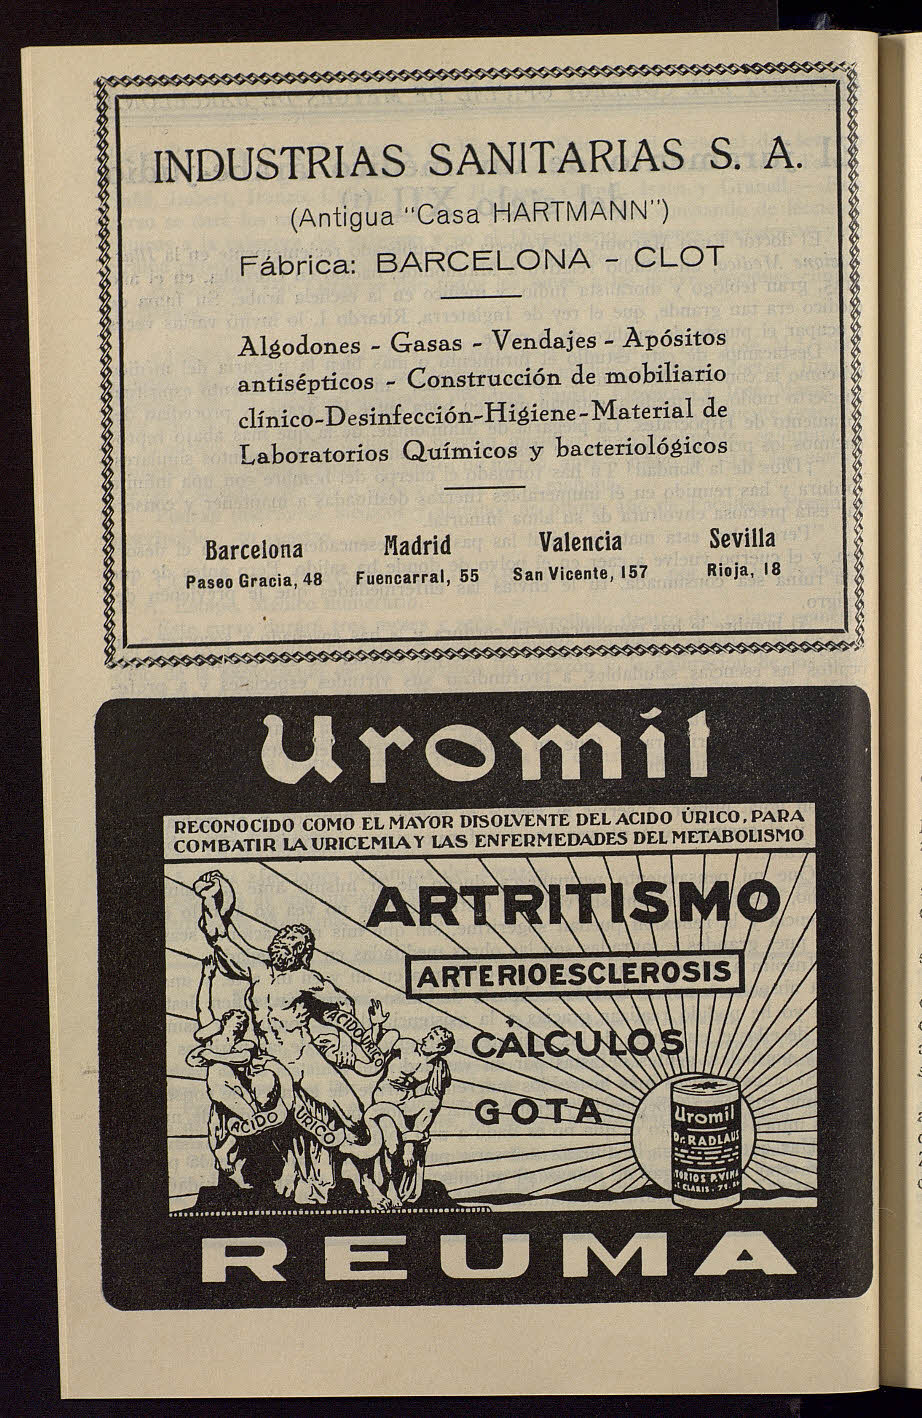 INDUSTRIAS SANITARIAS S. A.
(Antigua "Casa HARTMANN")
Fábrica: BARCELONA - CLOT
Algodones - Gasas - Vendajes - Apósitos
antisépticos - Construcción de mobiliario
clínico-Desinfección-Higiene-Material de
Laboratorios Químicos y bacteriológicos
Barcelona
Paseo Gracia, 48
Madrid
Fuencarral, 55
Valencia
San Vicente, 157
Sevilla
Rioja, 18
Uromil
RECONOCIDO COMO EL MAYOR DISOLVENTE DEL ACIDO ÚRICO, PARA
COMBATIR LA URICEMIA Y LAS ENFERMEDADES DEL METABOLISMO
ARTRITISMO
ARTERIOESCLEROSIS
CÁLCULOS
GOTA
ACIDO URICO
ACIDO URICO
Uromil
Dr. RADLAUS
REUMA